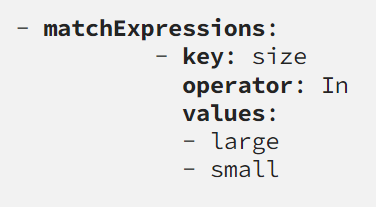 - matchExpressions:
- key: size
operator: In
values:
- large
- small